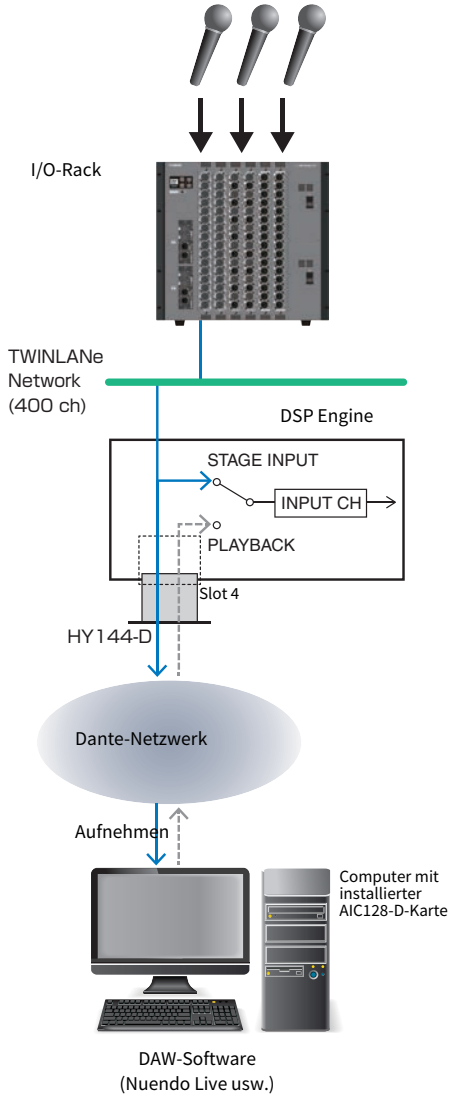 I/O-Rack
TWINLANe
Network
(400 ch)
DSP Engine
STAGE INPUT
INPUT CH
PLAYBACK
Slot 4
HY144-D
Dante-Netzwerk
Aufnehmen
Computer mit
installierter
AIC128-D-Karte
DAW-Software
(Nuendo Live usw.)